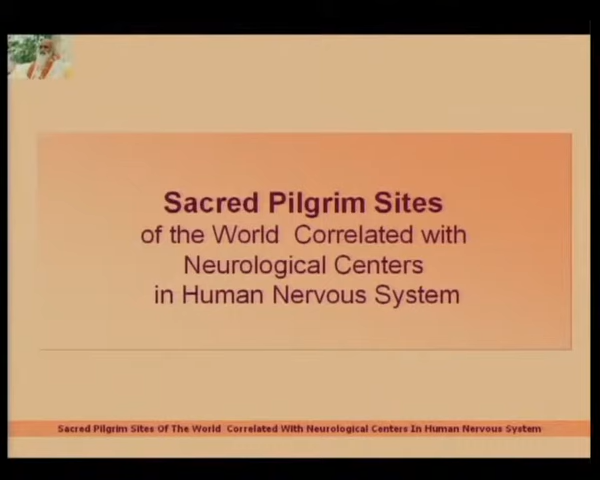 Sacred Pilgrim Sites
of the World  Correlated with
Neurological Centers
in Human Nervous System
Sacred Pilgrim Sites Of The World  Correlated With Neurological Centers In Human Nervous System